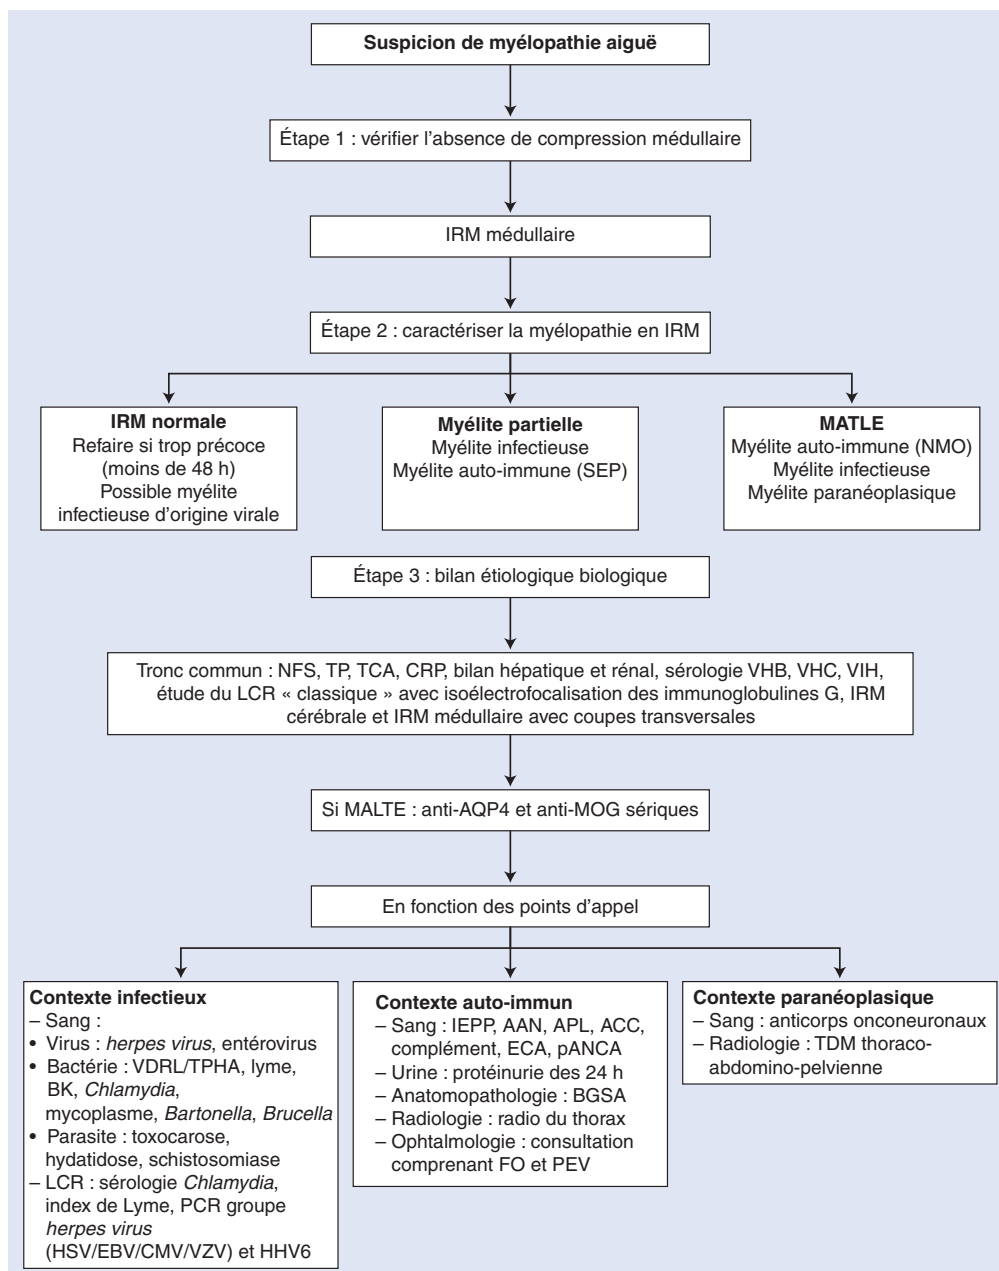 Suspicion de myélopathie aiguë
Étape 1 : vérifier l'absence de compression médullaire
IRM médullaire
Étape 2 : caractériser la myélopathie en IRM
IRM normale
Refaire si trop précoce
(moins de 48 h)
Possible myélite
infectieuse d'origine virale
Myélite partielle
Myélite infectieuse
Myélite auto-immune (SEP)
MATLE
Myélite auto-immune (NMO)
Myélite infectieuse
Myélite paranéoplasique
Étape 3 : bilan étiologique biologique
Tronc commun : NFS, TP, TCA, CRP, bilan hépatique et rénal, sérologie VHB, VHC, VIH,
étude du LCR « classique » avec isoélectrofocalisation des immunoglobulines G, IRM
cérébrale et IRM médullaire avec coupes transversales
Si MALTE : anti-AQP4 et anti-MOG sériques
En fonction des points d'appel
Contexte infectieux
– Sang :
• Virus : herpes virus, entérovirus
• Bactérie : VDRL/TPHA, lyme,
BK, Chlamydia,
mycoplasme, Bartonella, Brucella
• Parasite : toxocarose,
hydatidose, schistosomiase
– LCR : sérologie Chlamydia,
index de Lyme, PCR groupe
herpes virus
(HSV/EBV/CMV/VZV) et HHV6
Contexte auto-immun
– Sang : IEPP, AAN, APL, ACC,
complément, ECA, pANCA
– Urine : protéinurie des 24 h
– Anatomopathologie : BGSA
– Radiologie : radio du thorax
– Ophtalmologie : consultation
comprenant FO et PEV
Contexte paranéoplasique
– Sang : anticorps onconeuronaux
– Radiologie : TDM thoraco-
abdomino-pelvienne